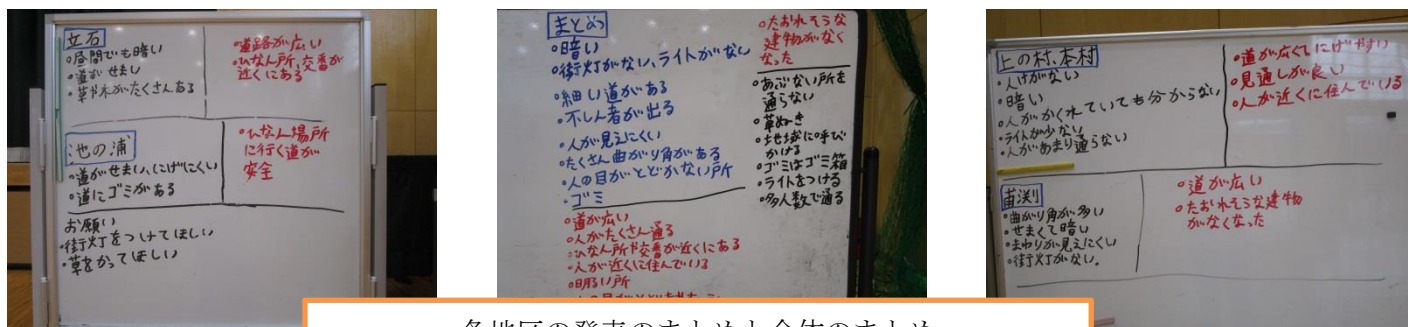 立石
・昼間でも暗い
・道がせまい
・草や木がたくさんある
・道路が広い
・ひなん所、交番が
近くにある
池の浦
・道がせまい、にげにくい
・道にゴミがある
・ひなん場所
に行く道が
安全
お願い
・街灯をつけてほしい
・草をかってほしい
まとめ
・暗い
・街灯がない、ライトがない
・細い道がある
・不しん者が出る
・人が見えにくい
・たくさん曲がり角がある
・人の目がとどかない所
・ゴミ
・道が広い
・人がたくさん通る
・ひなん所や交番が近くにある
・人が近くに住んでいる
・明るい所
・たおれそうな
建物がなく
なった
・あぶない所を
通らない
・草ぬき
・地域に呼び
かける
・ゴミはゴミ箱
・ライトをつける
・多人数で通る
上の村、本村
・人けがない
・暗い
・人がかくれていても分からない
・ライトが少ない
・人があまり通らない
・道が広くてにげやすい
・見通しが良い
・人が近くに住んでいる
・曲がり角が多い
・せまくて暗い
・まわりが見えにくい
・街灯がない。
・道が広い
・たおれそうな建物
がなくなった
各地区の発表のまとめと全体のまとめ